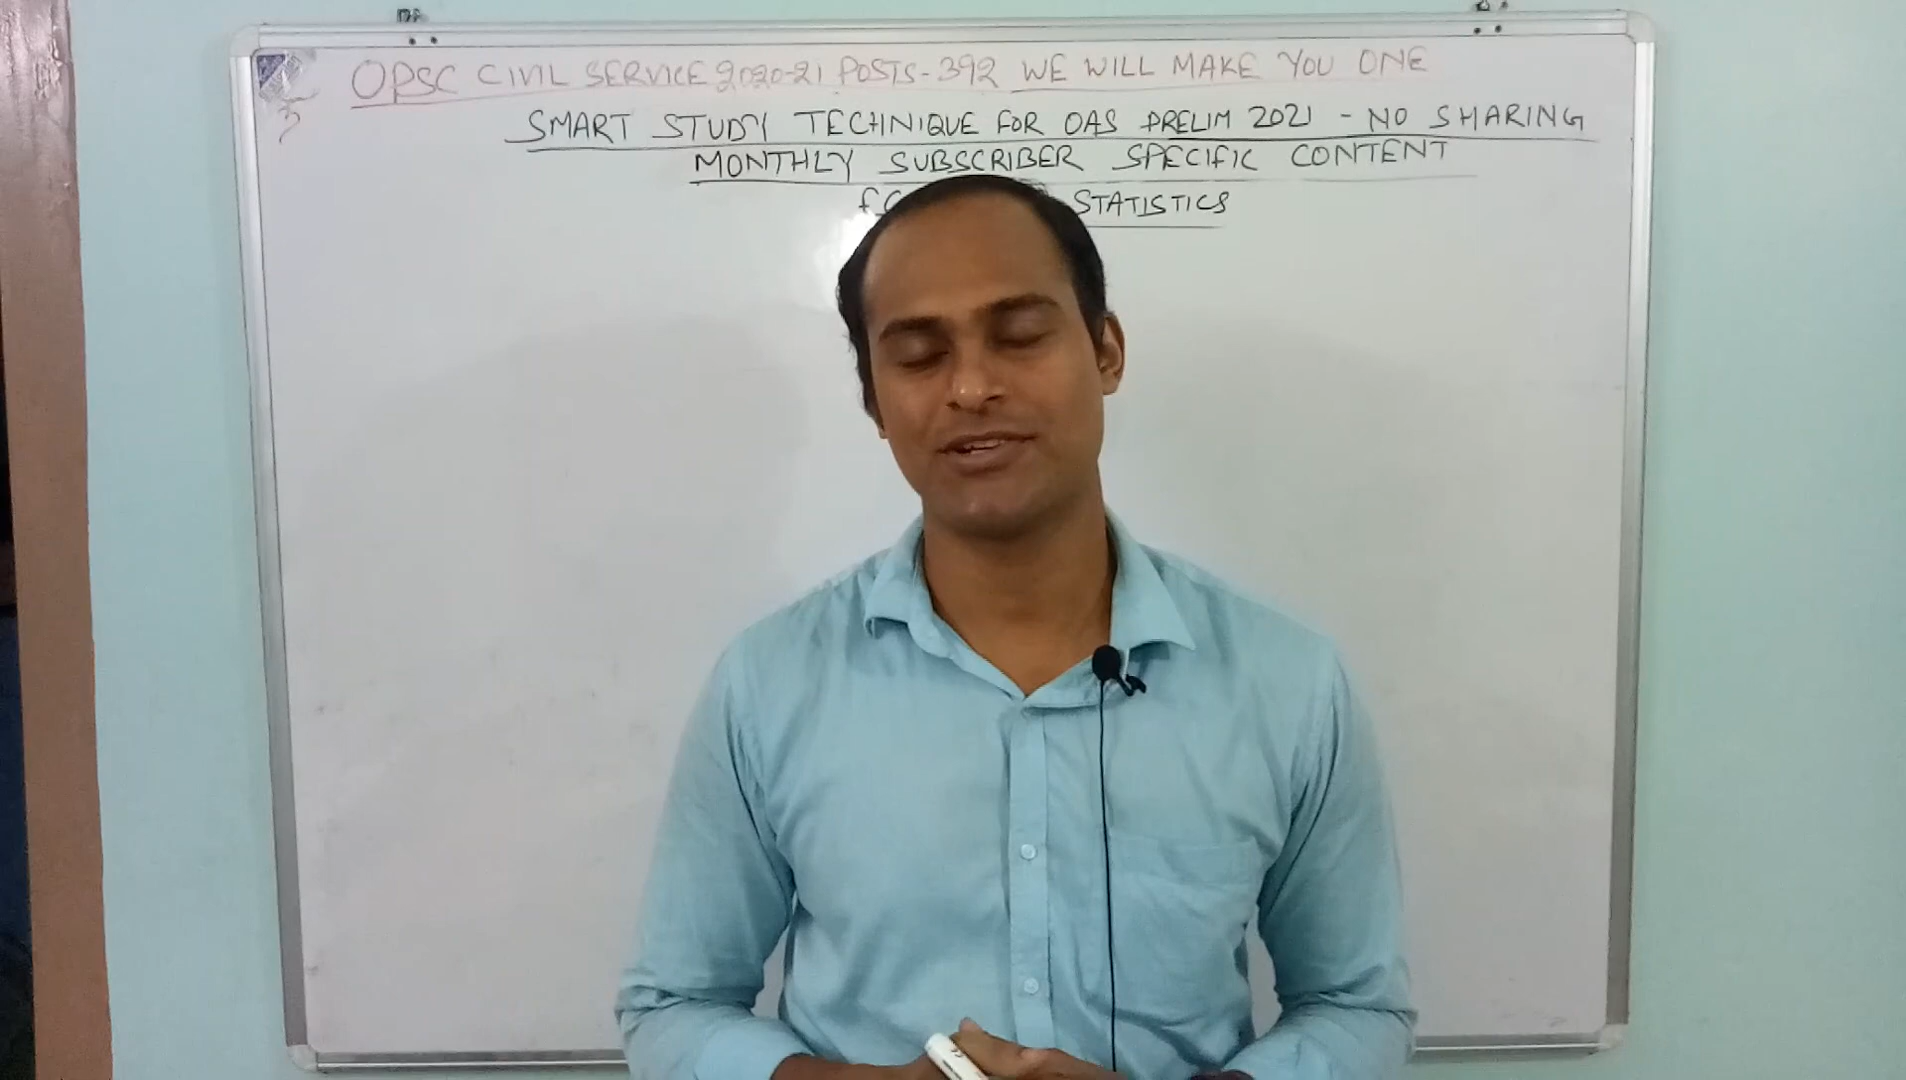 OPSC CIVIL SERVICE 2020-21 POSTS-392 WE WILL MAKE YOU ONE
SMART STUDY TECHNIQUE FOR OAS PRELIM 2021 - NO SHARING
MONTHLY SUBSCRIBER SPECIFIC CONTENT
STATISTICS